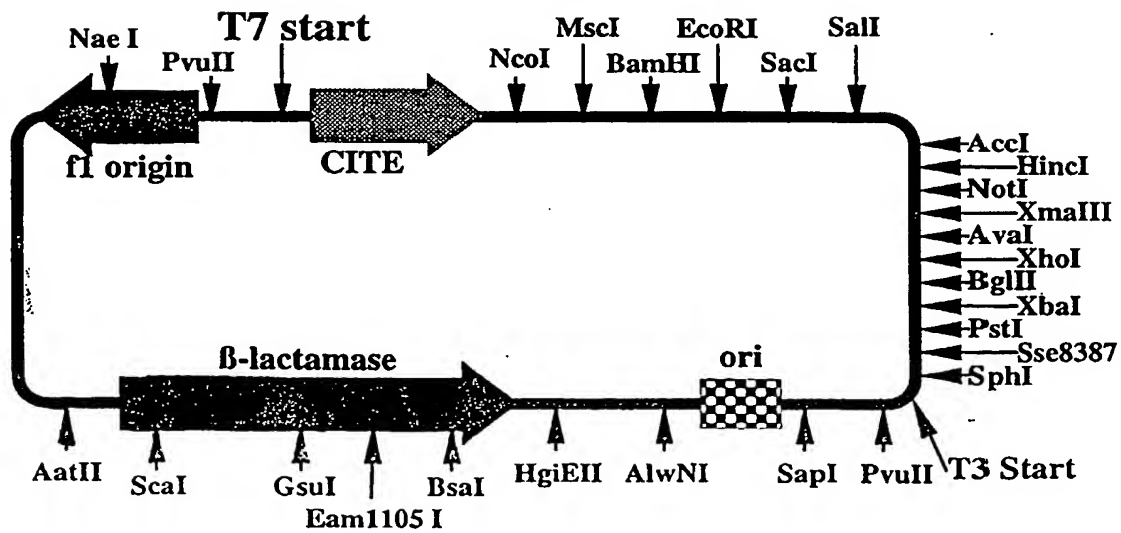 T7 start
Nae I
PvuII
NcoI
MscI
BamHI
EcoRI
SacI
SalI
f1 origin
CITE
AccI
HincI
NotI
XmaIII
AvaI
XhoI
BglII
XbaI
PstI
Sse8387
SphI
ß-lactamase
ori
AatII
ScaI
GsuI
Eam1105 I
BsaI
HgiEII
AlwNI
SapI
PvuII
T3 Start